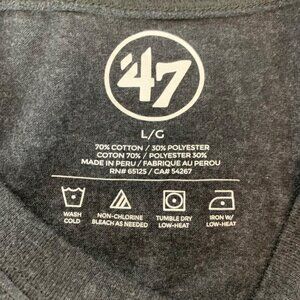 '47
L/G
70% COTTON / 30% POLYESTER
COTON 70% / POLYESTER 30%
MADE IN PERU / FABRIQUE AU PEROU
RN# 65125 / CA# 54267
WASH COLD
NON-CHLORINE BLEACH AS NEEDED
TUMBLE DRY LOW-HEAT
IRON W/ LOW-HEAT